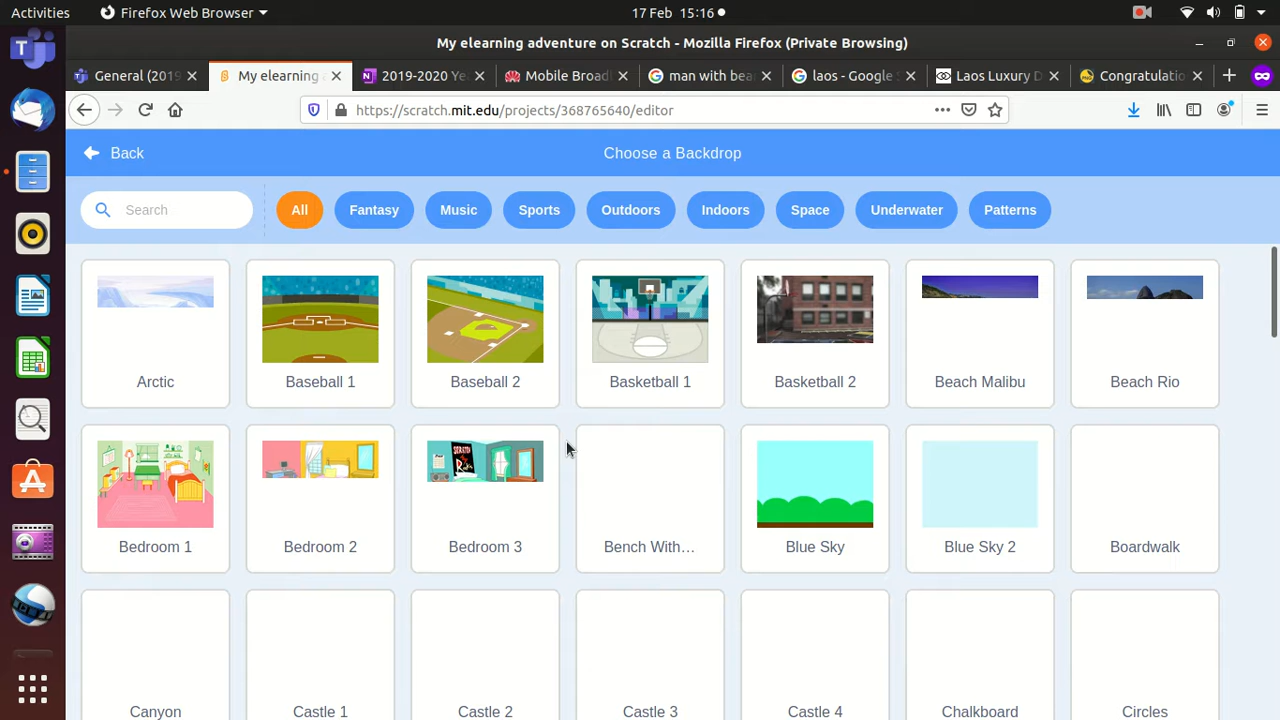 Activities
Firefox Web Browser
17 Feb 15:16
My elearning adventure on Scratch - Mozilla Firefox (Private Browsing)
General (2019
My elearning a
2019-2020 Ye
Mobile Broad
man with bea
laos - Google S
Laos Luxury D
Congratulatio
https://scratch.mit.edu/projects/368765640/editor
Back
Choose a Backdrop
Search
All
Fantasy
Music
Sports
Outdoors
Indoors
Space
Underwater
Patterns
Arctic
Baseball 1
Baseball 2
Basketball 1
Basketball 2
Beach Malibu
Beach Rio
Bedroom 1
Bedroom 2
Bedroom 3
Bench With...
Blue Sky
Blue Sky 2
Boardwalk
Canyon
Castle 1
Castle 2
Castle 3
Castle 4
Chalkboard
Circles